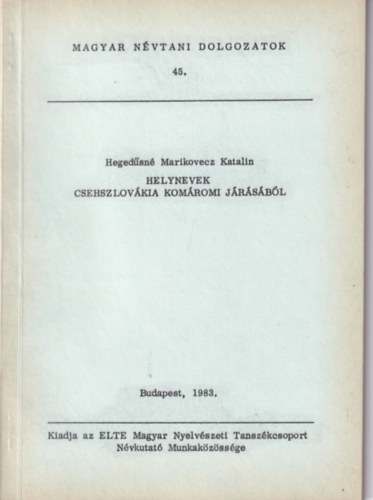 MAGYAR NÉVTANI DOLGOZATOK
45.
Hegedűsné Marikovecz Katalin
HELYNEVEK
CSEHSZLOVÁKIA KOMÁROMI JÁRÁSÁBÓL
Budapest, 1983.
Kiadja az ELTE Magyar Nyelvészeti Tanszékcsoport
Névkutató Munkaközössége